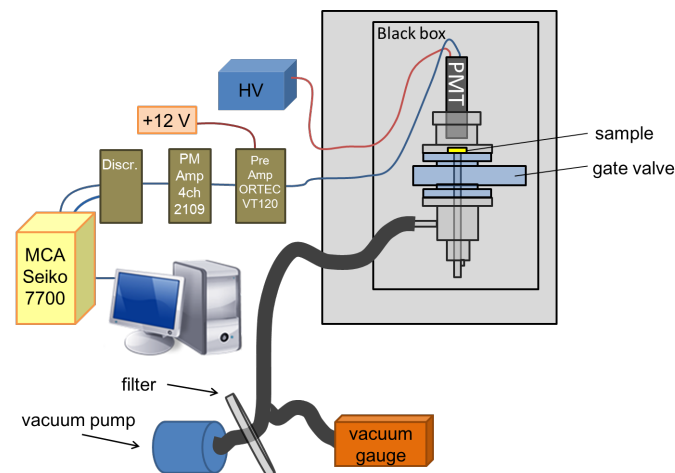 Black box
HV
PMT
+12 V
sample
gate valve
Discr.
PM
Amp
4ch
2109
Pre
Amp
ORTEC
VT120
MCA
Seiko
7700
filter
vacuum pump
vacuum
gauge